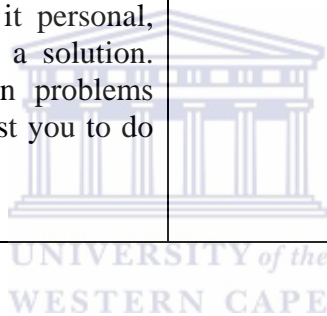 it personal,
a solution.
n problems
st you to do
UNIVERSITY of the
WESTERN CAPE